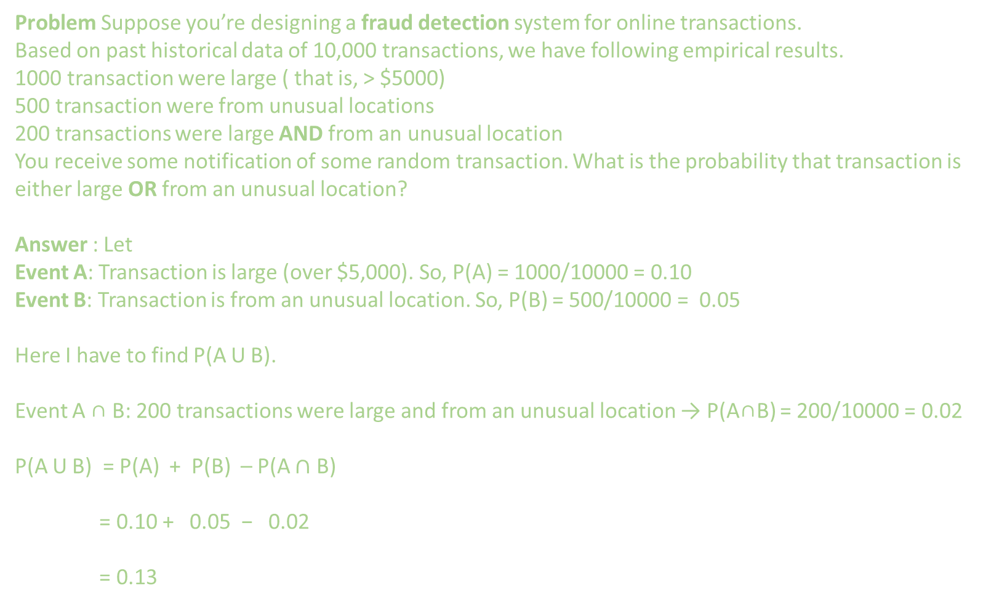 Problem Suppose you’re designing a fraud detection system for online transactions.
Based on past historical data of 10,000 transactions, we have following empirical results.
1000 transaction were large ( that is, > $5000)
500 transaction were from unusual locations
200 transactions were large AND from an unusual location
You receive some notification of some random transaction. What is the probability that transaction is
either large OR from an unusual location?
Answer : Let
Event A: Transaction is large (over $5,000). So, P(A) = 1000/10000 = 0.10
Event B: Transaction is from an unusual location. So, P(B) = 500/10000 = 0.05
Here I have to find P(A U B).
Event A ∩ B: 200 transactions were large and from an unusual location → P(A∩B) = 200/10000 = 0.02
P(A U B) = P(A) + P(B) – P(A ∩ B)
= 0.10 + 0.05 − 0.02
= 0.13